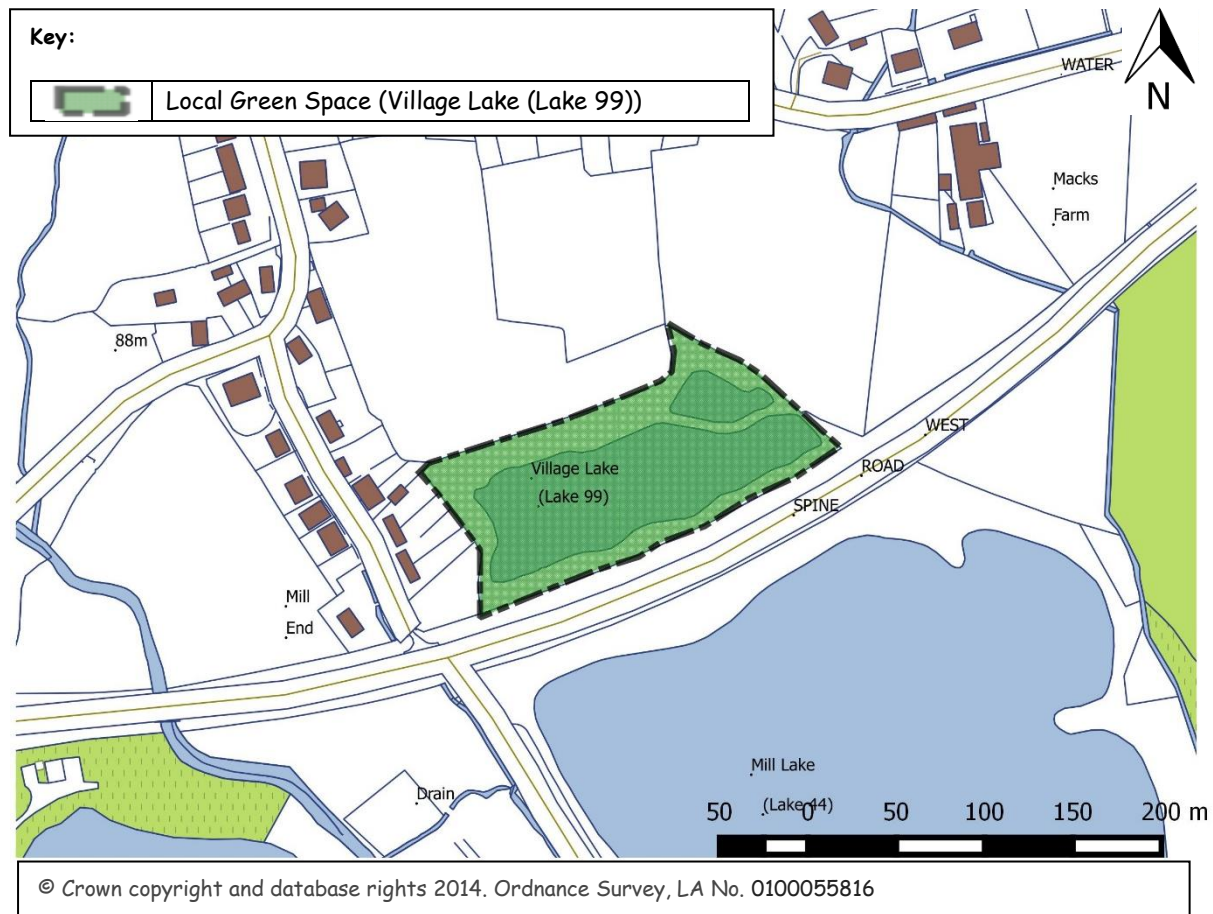 Key:
Local Green Space (Village Lake (Lake 99))
N
WATER
Macks
Farm
88m
WEST
ROAD
SPINE
Village Lake
(Lake 99)
Mill
End
Mill Lake
(Lake 44)
Drain
50 0 50 100 150 200 m
© Crown copyright and database rights 2014. Ordnance Survey, LA No. 0100055816